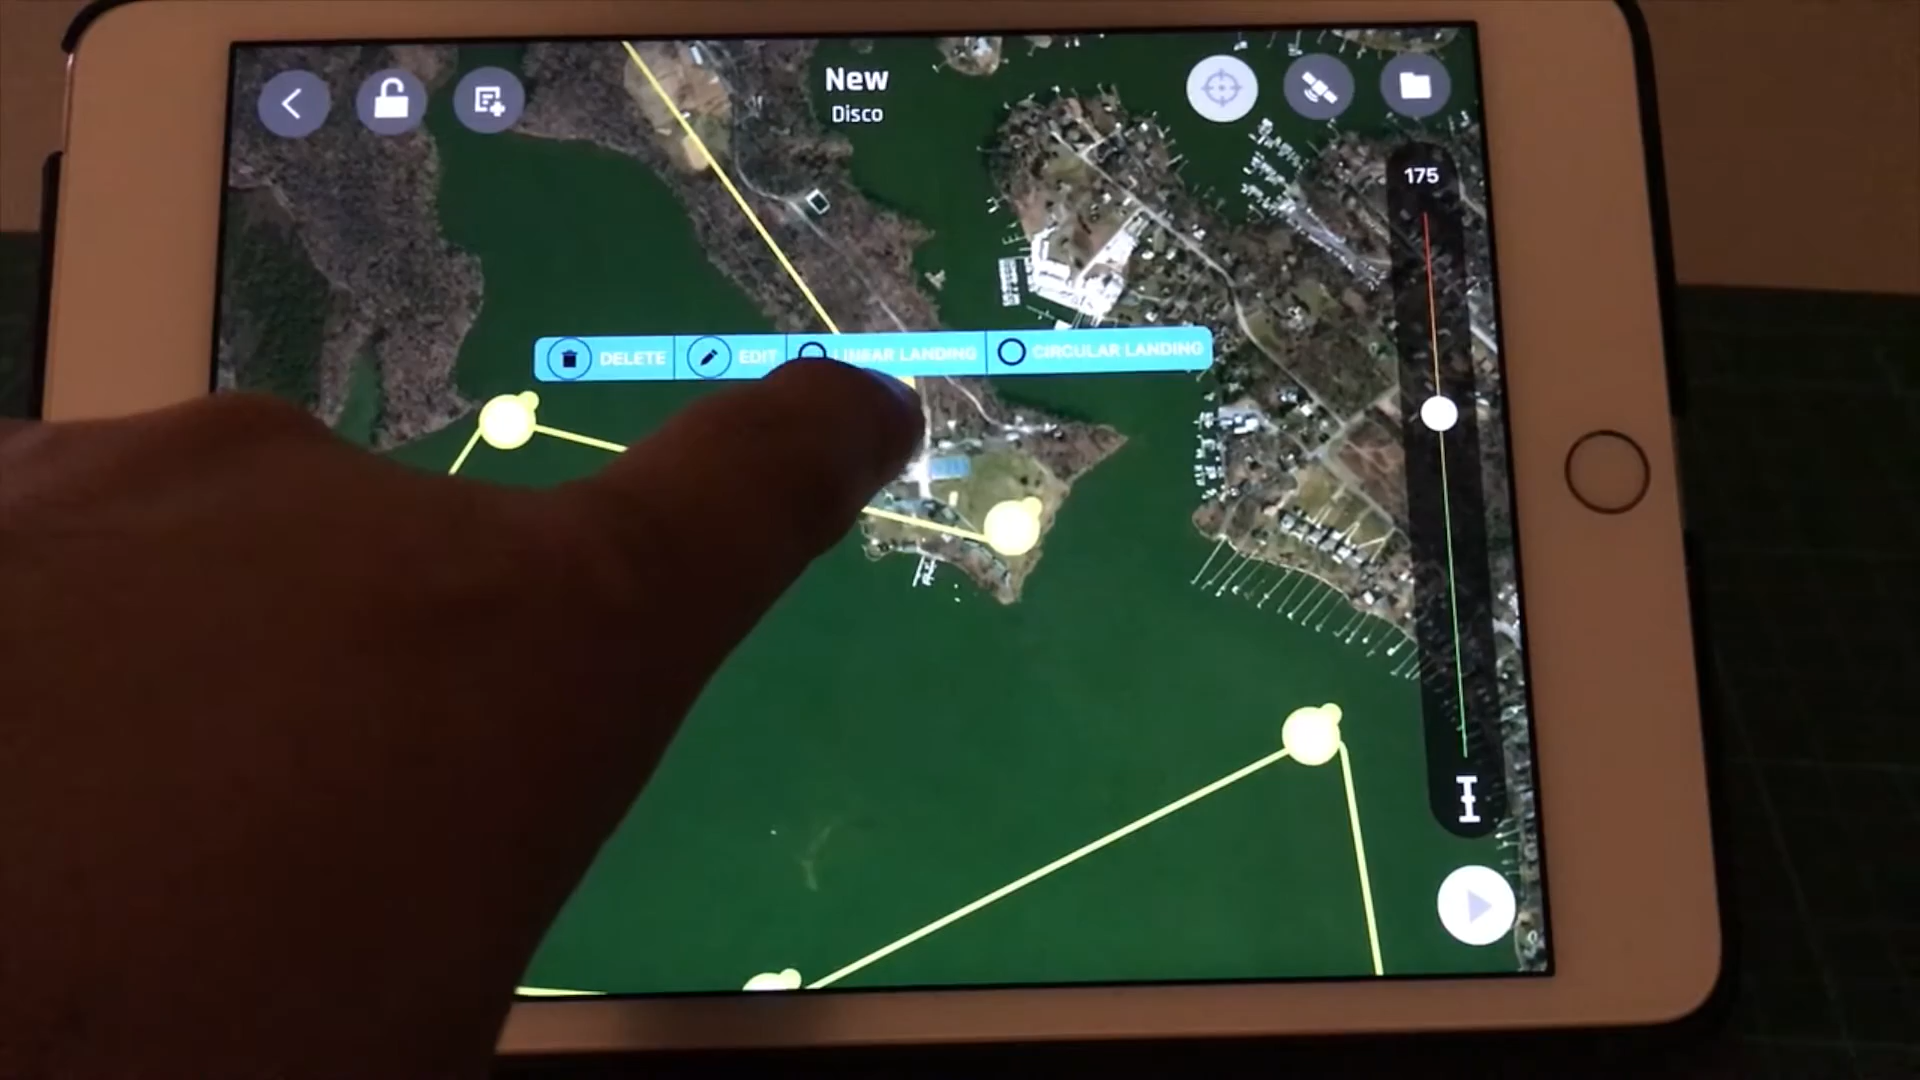 New
Disco
175
DELETE
EDIT
LINEAR LANDING
CIRCULAR LANDING